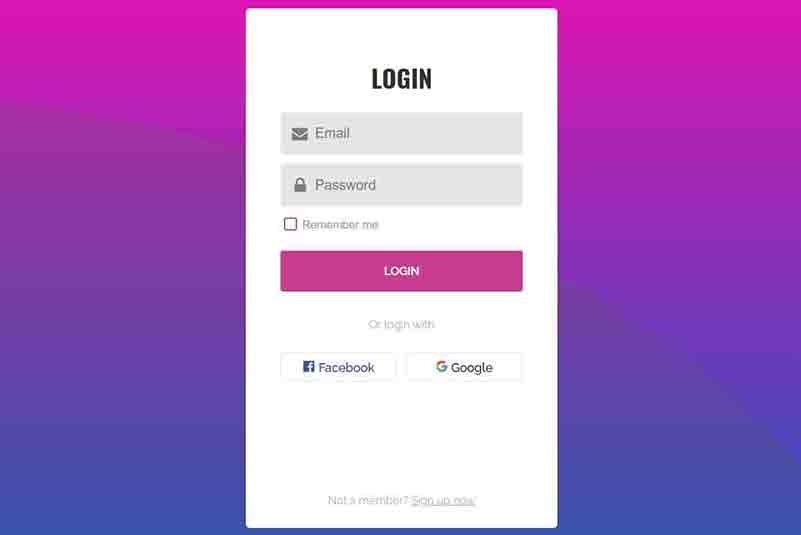 LOGIN
Email
Password
Remember me
LOGIN
Or login with
Facebook
Google
Not a member? Sign up now